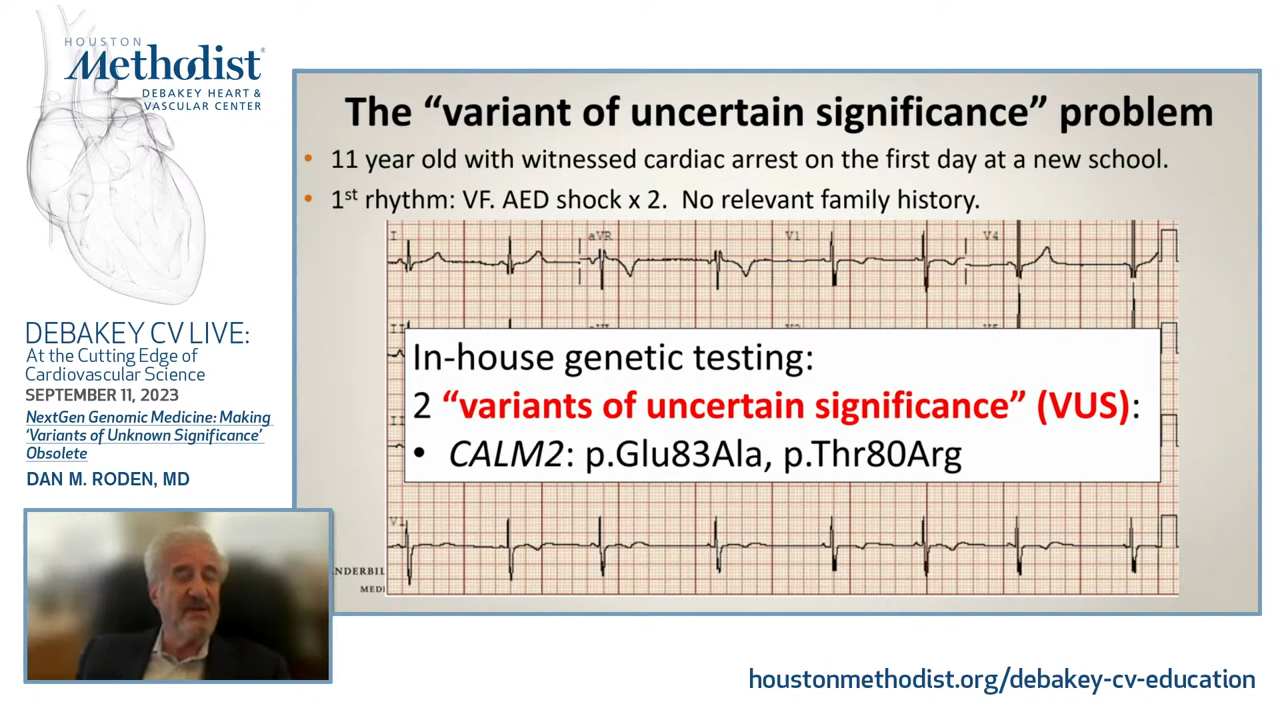 HOUSTON
Methodist®
DEBAKEY HEART &
VASCULAR CENTER
DEBAKEY CV LIVE:
At the Cutting Edge of
Cardiovascular Science
SEPTEMBER 11, 2023
NextGen Genomic Medicine: Making
‘Variants of Unknown Significance’
Obsolete
DAN M. RODEN, MD
The “variant of uncertain significance” problem
• 11 year old with witnessed cardiac arrest on the first day at a new school.
• 1st rhythm: VF. AED shock x 2. No relevant family history.
I aVR V1 V4
In-house genetic testing:
2 “variants of uncertain significance” (VUS):
• CALM2: p.Glu83Ala, p.Thr80Arg
V1
NDERBIL
MEDI
houstonmethodist.org/debakey-cv-education